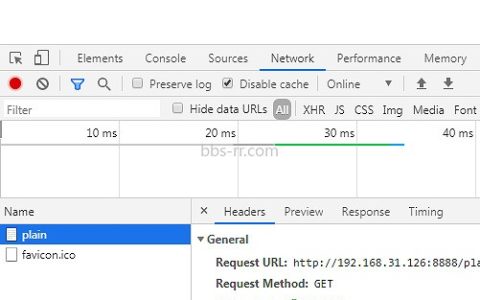 Elements Console Sources Network Performance Memory
Preserve log Disable cache Online
Filter Hide data URLs All XHR JS CSS Img Media Font
10 ms 20 ms 30 ms 40 ms
bbs-rr.com
Name × Headers Preview Response Timing
plain General
favicon.ico Request URL: http://192.168.31.126:8888/pla
Request Method: GET